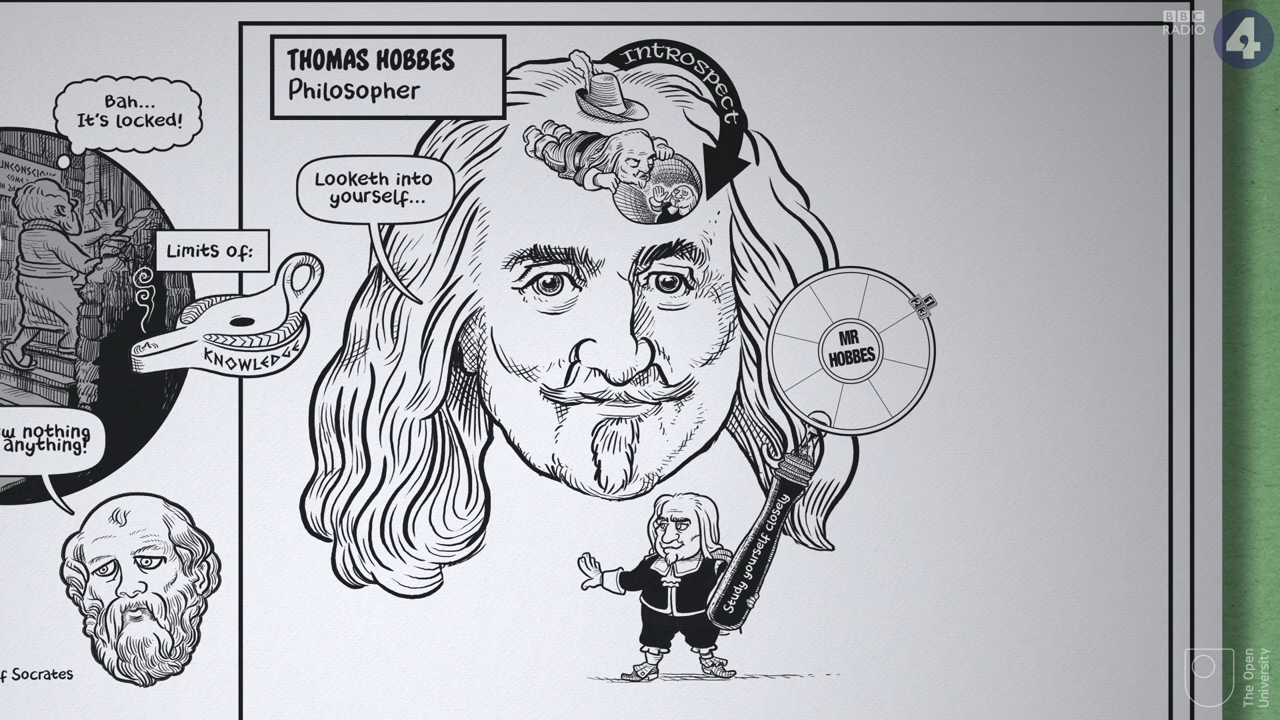 Bah...
It's locked!
UNCONSCIOUS
Limits of:
KNOWLEDGE
nothing
anything!
f Socrates
THOMAS HOBBES
Philosopher
Looketh into
yourself...
INTROSPECT
MR
HOBBES
Study yourself closely
BBC
RADIO
4
The Open
University